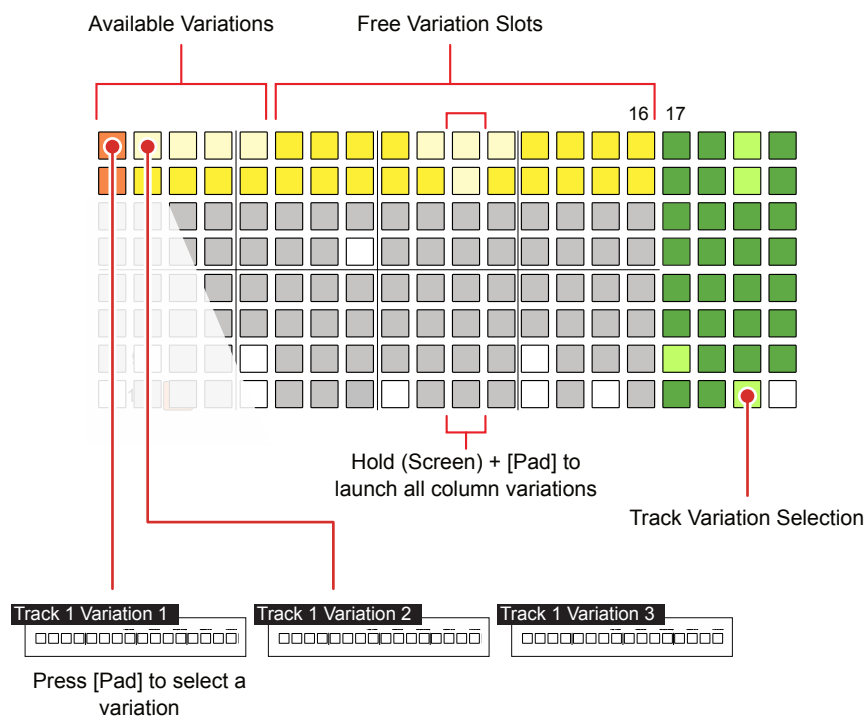 Available Variations
Free Variation Slots
16 17
Hold (Screen) + [Pad] to
launch all column variations
Track Variation Selection
Track 1 Variation 1
Track 1 Variation 2
Track 1 Variation 3
Press [Pad] to select a
variation